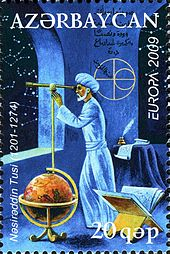 AZƏRBAYCAN
EUROPA 2009
Nəsirəddin Tusi (1201-1274)
20 qəp